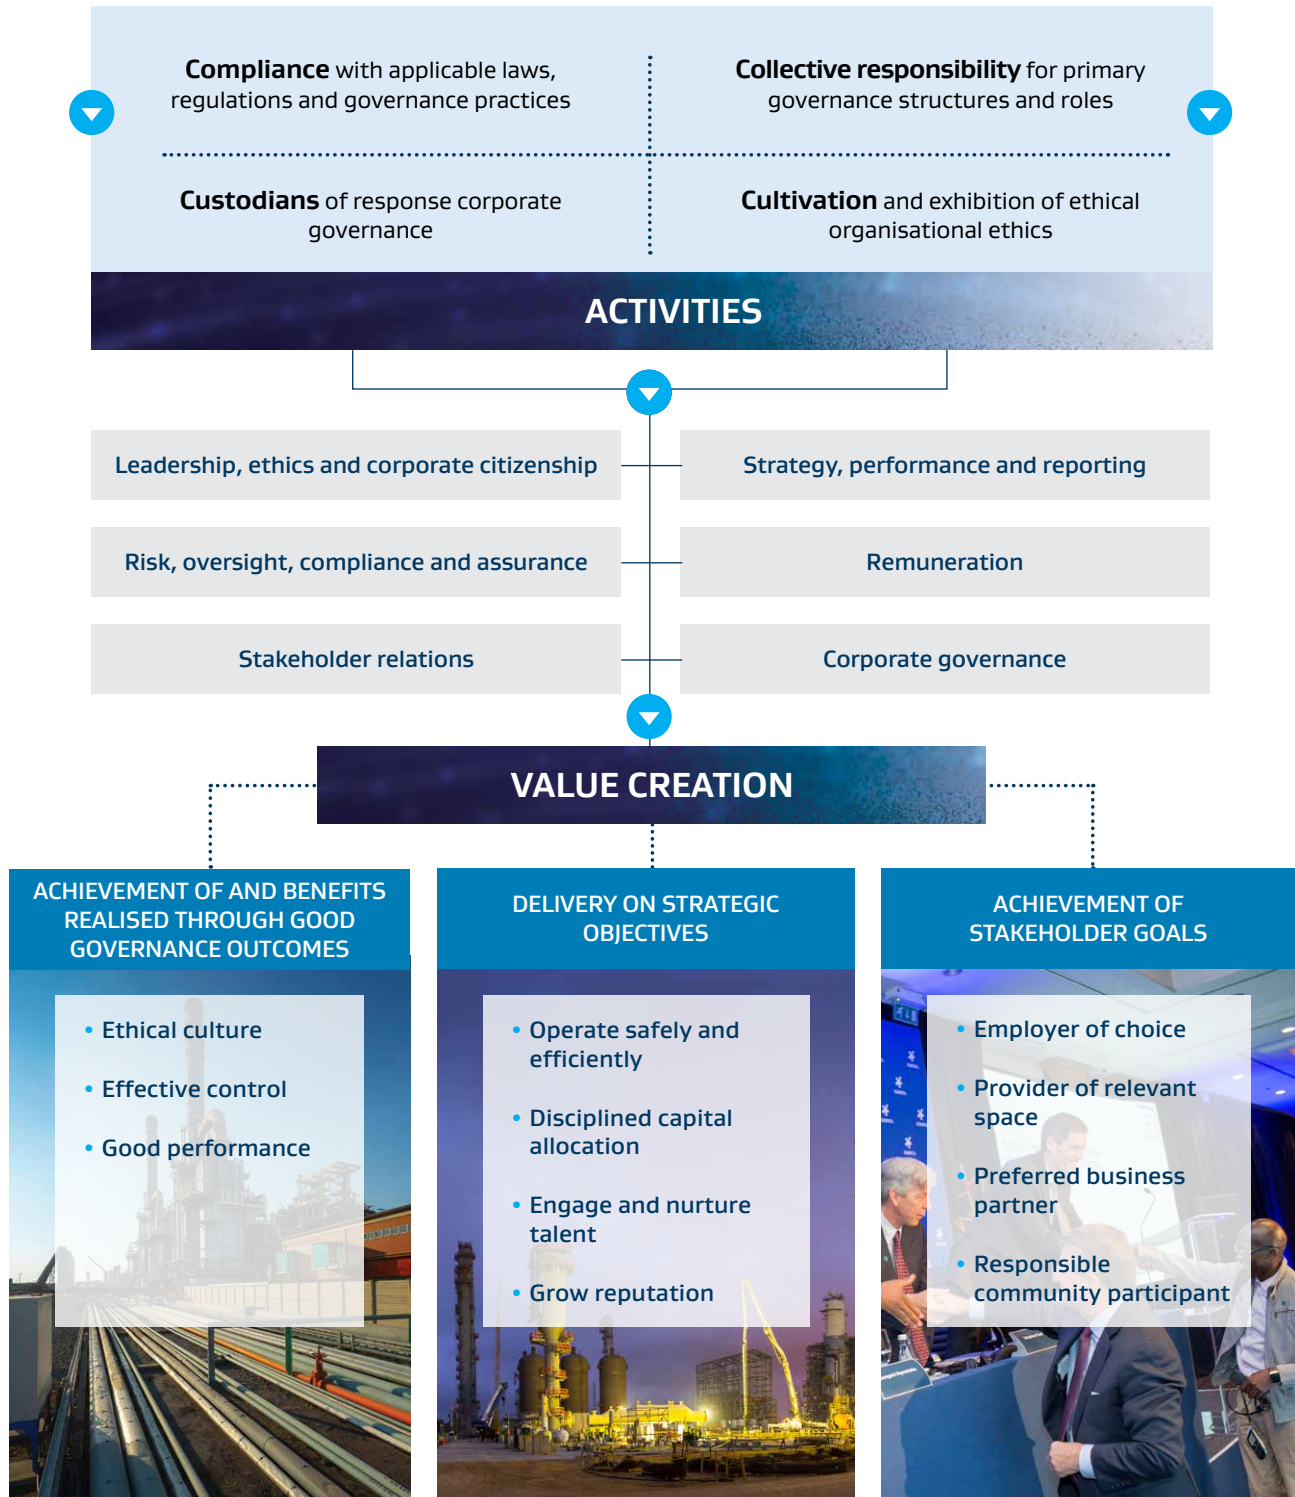 Compliance with applicable laws,
regulations and governance practices
Collective responsibility for primary
governance structures and roles
Custodians of response corporate
governance
Cultivation and exhibition of ethical
organisational ethics
ACTIVITIES
Leadership, ethics and corporate citizenship
Strategy, performance and reporting
Risk, oversight, compliance and assurance
Remuneration
Stakeholder relations
Corporate governance
VALUE CREATION
ACHIEVEMENT OF AND BENEFITS
REALISED THROUGH GOOD
GOVERNANCE OUTCOMES
• Ethical culture
• Effective control
• Good performance
DELIVERY ON STRATEGIC
OBJECTIVES
• Operate safely and
efficiently
• Disciplined capital
allocation
• Engage and nurture
talent
• Grow reputation
ACHIEVEMENT OF
STAKEHOLDER GOALS
• Employer of choice
• Provider of relevant
space
• Preferred business
partner
• Responsible
community participant